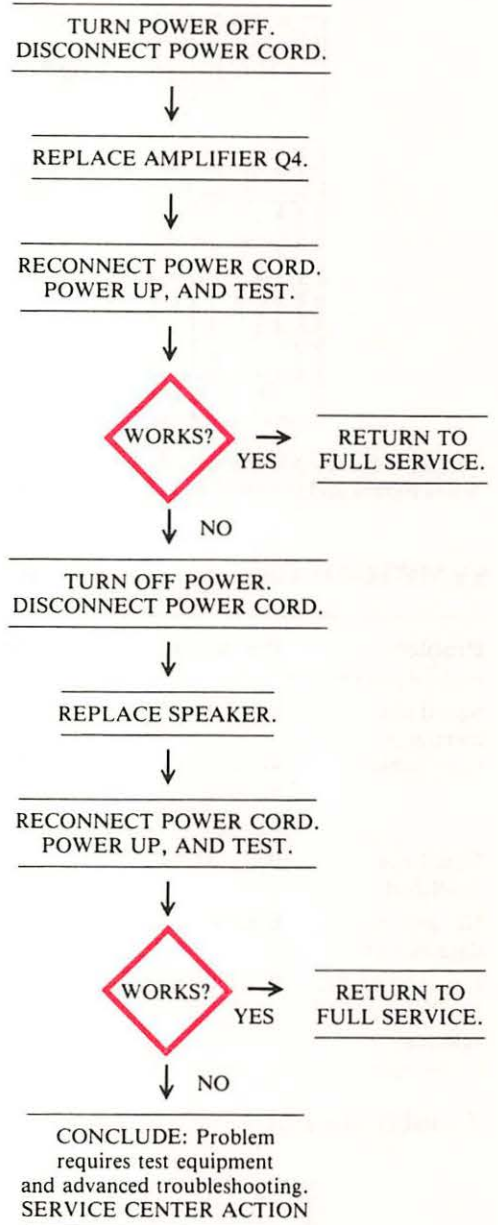 TURN POWER OFF.
DISCONNECT POWER CORD.
REPLACE AMPLIFIER Q4.
RECONNECT POWER CORD.
POWER UP, AND TEST.
WORKS?
YES
RETURN TO
FULL SERVICE.
NO
TURN OFF POWER.
DISCONNECT POWER CORD.
REPLACE SPEAKER.
RECONNECT POWER CORD.
POWER UP, AND TEST.
WORKS?
YES
RETURN TO
FULL SERVICE.
NO
CONCLUDE: Problem
requires test equipment
and advanced troubleshooting.
SERVICE CENTER ACTION